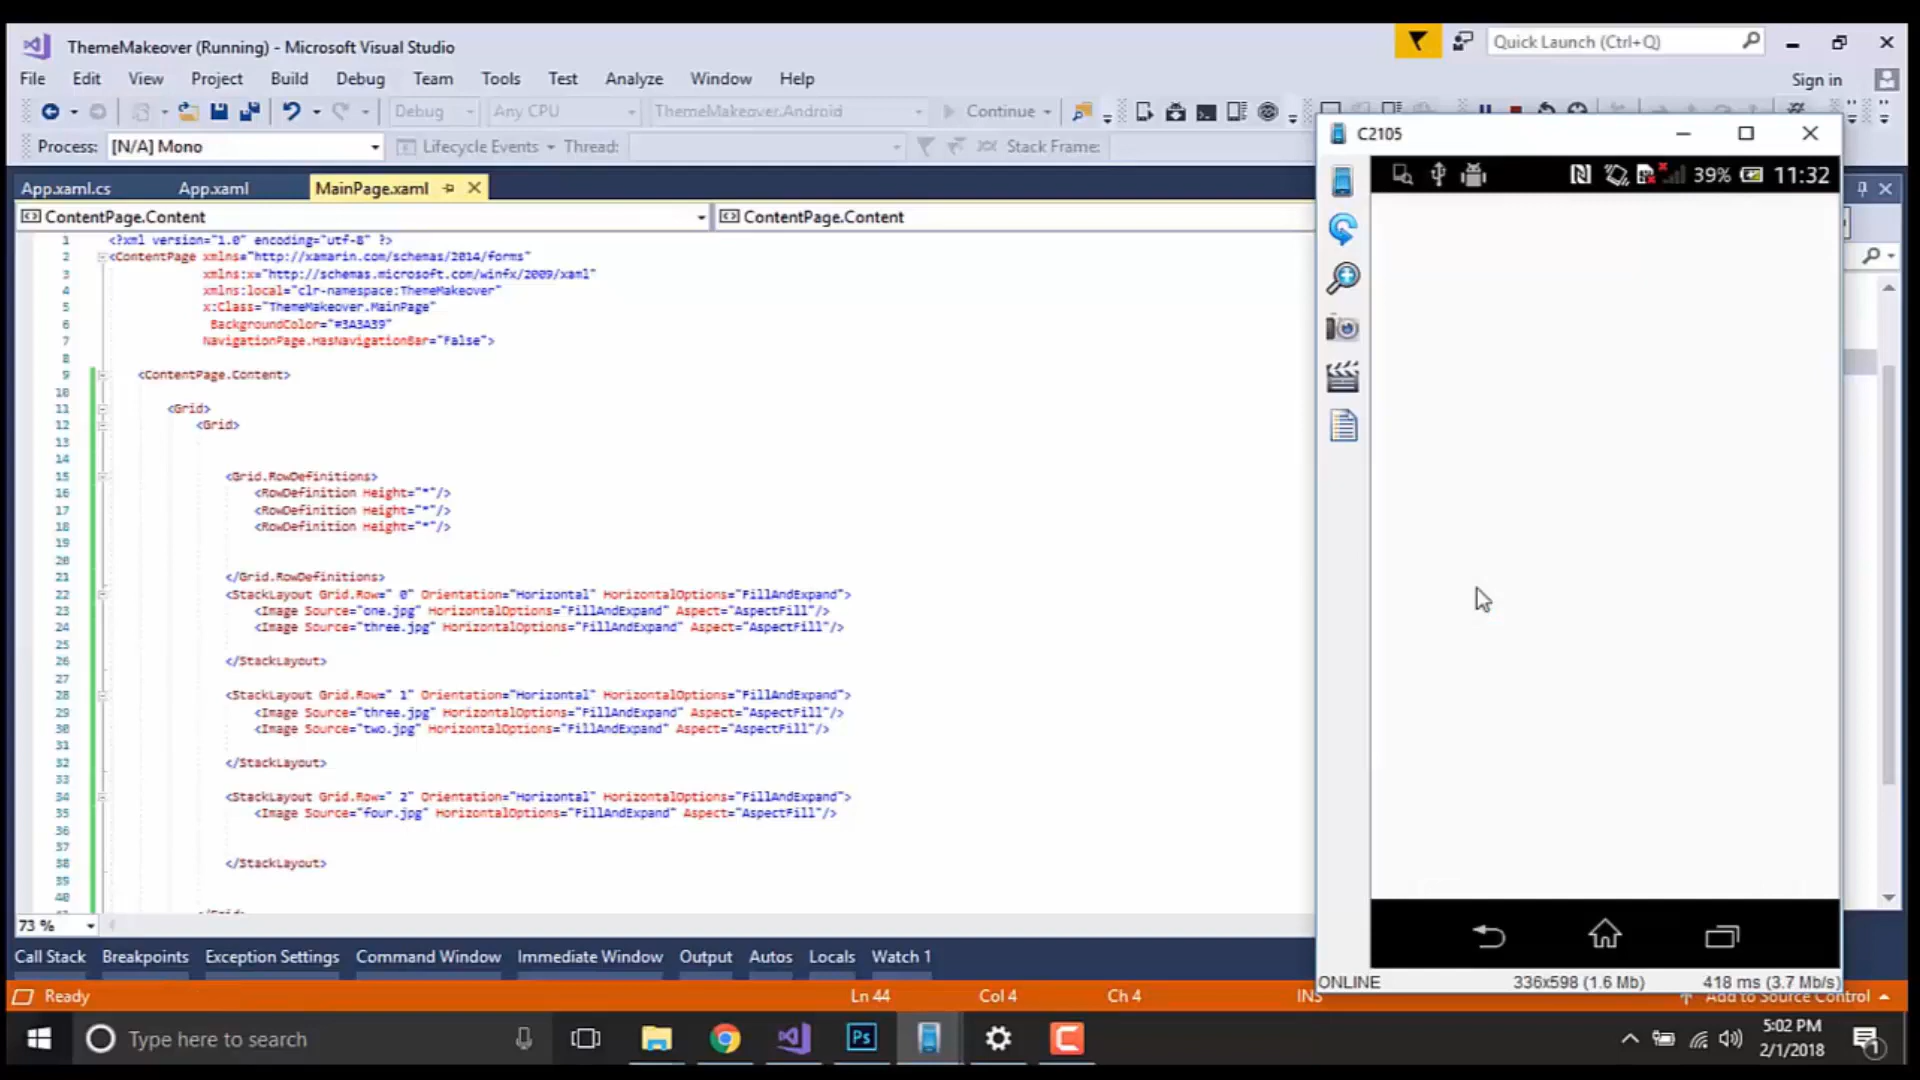 ThemeMakeover (Running) - Microsoft Visual Studio
Quick Launch (Ctrl+Q)
File Edit View Project Build Debug Team Tools Test Analyze Window Help
Sign in
Debug Any CPU ThemeMakeover.Android Continue
Process: [N/A] Mono Lifecycle Events Thread: Stack Frame:
C2105
39% 11:32
App.xaml.cs App.xaml MainPage.xaml
ContentPage.Content ContentPage.Content
1 <?xml version="1.0" encoding="utf-8" ?>
2 <ContentPage xmlns="http://xamarin.com/schemas/2014/forms"
3 xmlns:x="http://schemas.microsoft.com/winfx/2009/xaml"
4 xmlns:local="clr-namespace:ThemeMakeover"
5 x:Class="ThemeMakeover.MainPage"
6 BackgroundColor="#3A3A39"
7 NavigationPage.HasNavigationBar="False">
8
9 <ContentPage.Content>
10
11 <Grid>
12 <Grid>
13
14
15 <Grid.RowDefinitions>
16 <RowDefinition Height="*"/>
17 <RowDefinition Height="*"/>
18 <RowDefinition Height="*"/>
19
20
21 </Grid.RowDefinitions>
22 <StackLayout Grid.Row=" 0" Orientation="Horizontal" HorizontalOptions="FillAndExpand">
23 <Image Source="one.jpg" HorizontalOptions="FillAndExpand" Aspect="AspectFill"/>
24 <Image Source="three.jpg" HorizontalOptions="FillAndExpand" Aspect="AspectFill"/>
25
26 </StackLayout>
27
28 <StackLayout Grid.Row=" 1" Orientation="Horizontal" HorizontalOptions="FillAndExpand">
29 <Image Source="three.jpg" HorizontalOptions="FillAndExpand" Aspect="AspectFill"/>
30 <Image Source="two.jpg" HorizontalOptions="FillAndExpand" Aspect="AspectFill"/>
31
32 </StackLayout>
33
34 <StackLayout Grid.Row=" 2" Orientation="Horizontal" HorizontalOptions="FillAndExpand">
35 <Image Source="four.jpg" HorizontalOptions="FillAndExpand" Aspect="AspectFill"/>
36
37
38 </StackLayout>
39
40
73 %
Call Stack Breakpoints Exception Settings Command Window Immediate Window Output Autos Locals Watch 1
ONLINE 336x598 (1.6 Mb) 418 ms (3.7 Mb/s)
Ready Ln 44 Col 4 Ch 4 INS Add to Source Control
Type here to search
Ps
5:02 PM
2/1/2018
1